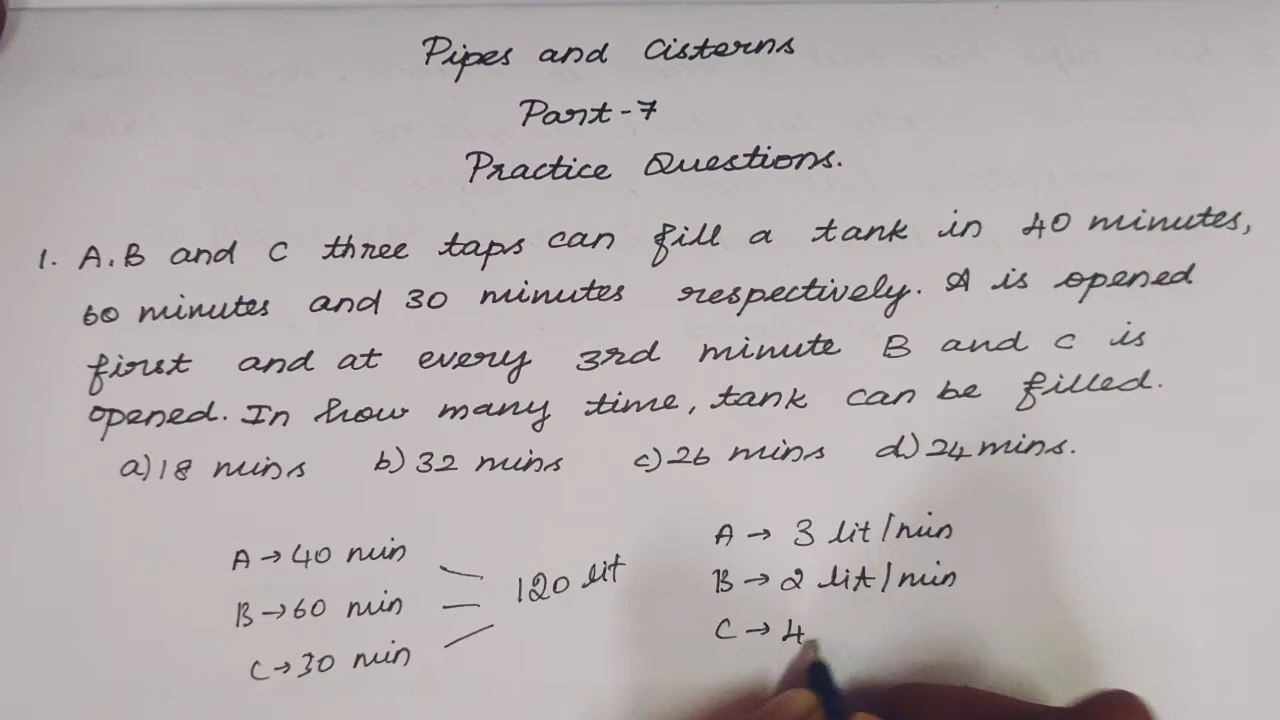 Pipes and Cisterns
Part-7
Practice Questions.
1. A.B and C three taps can fill a tank in 40 minutes,
60 minutes and 30 minutes respectively. A is opened
first and at every 3rd minute B and C is
opened. In how many time, tank can be filled.
a) 18 mins b) 32 mins c) 26 mins d) 24 mins.
A → 40 min
B → 60 min
C → 30 min
120 lit
A → 3 lit/min
B → 2 lit/min
C → 4